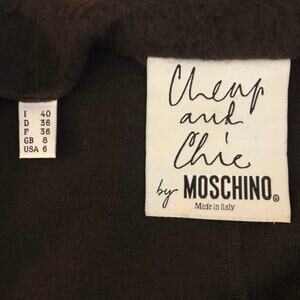 I 40
D 36
F 36
GB 8
USA 6
Cheap
and
Chic
by MOSCHINO®
Made in Italy